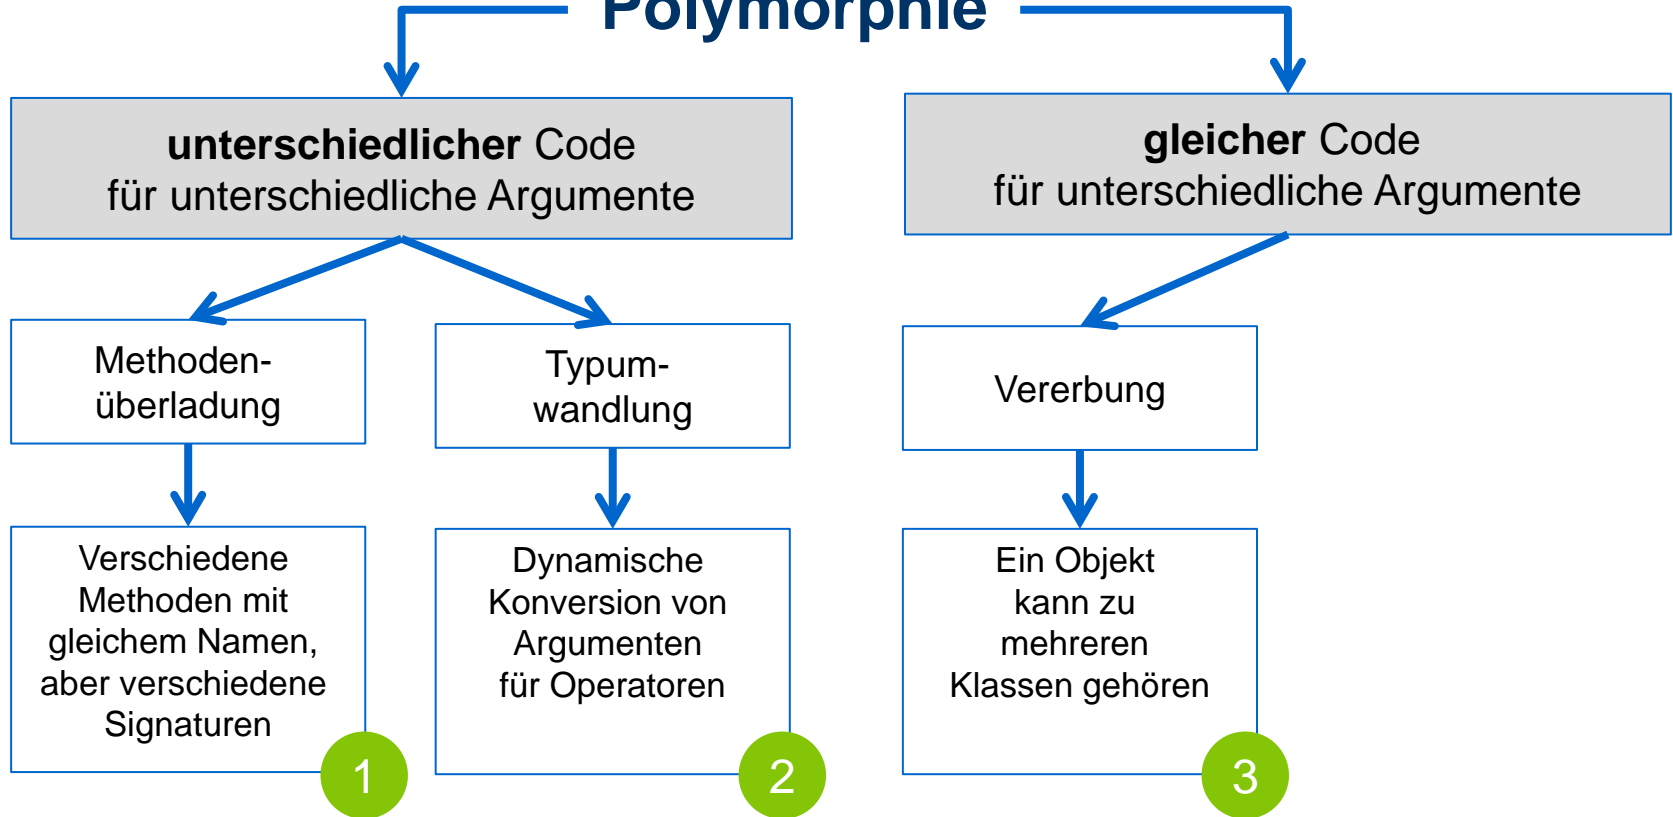 Polymorphie
unterschiedlicher Code
für unterschiedliche Argumente
gleicher Code
für unterschiedliche Argumente
Methoden-
überladung
Typum-
wandlung
Vererbung
Verschiedene
Methoden mit
gleichem Namen,
aber verschiedene
Signaturen
1
Dynamische
Konversion von
Argumenten
für Operatoren
2
Ein Objekt
kann zu
mehreren
Klassen gehören
3